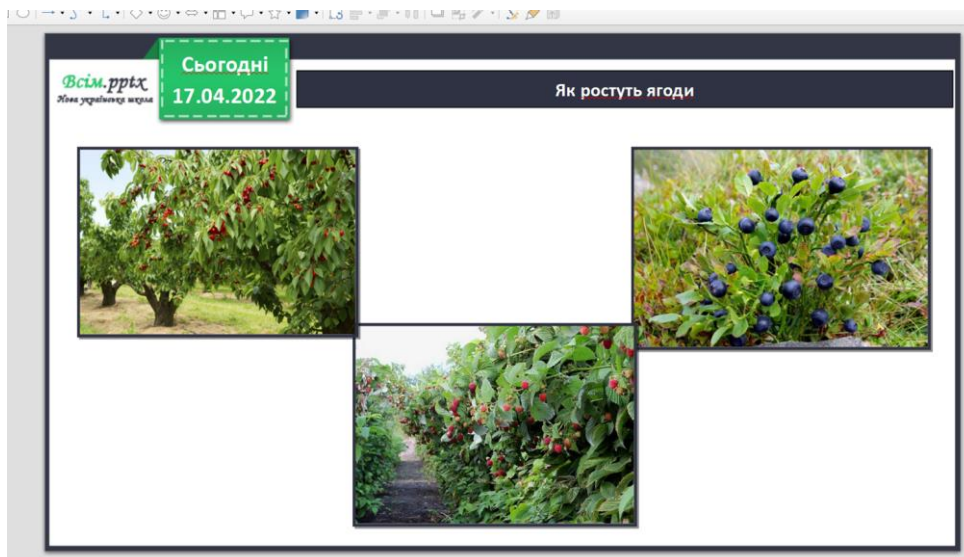 Всім.pptx
Нова українська школа
Сьогодні
17.04.2022
Як ростуть ягоди